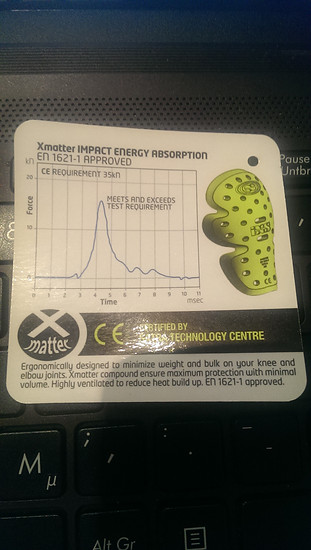 Xmatter IMPACT ENERGY ABSORPTION
EN 1621-1 APPROVED
kN
CE REQUIREMENT 35kN
20
MEETS AND EXCEEDS
TEST REQUIREMENT
Force
10
0 1 2 3 4 5 6 7 8 9 10 11
Time
msec
X
matter
CE CERTIFIED BY
TECHNOLOGY CENTRE
Ergonomically designed to minimize weight and bulk on your knee and
elbow joints. Xmatter compound ensure maximum protection with minimal
volume. Highly ventilated to reduce heat build up. EN 1621-1 approved.
Pause
Untbr
M
µ
;
,
:
.
-
Alt Gr